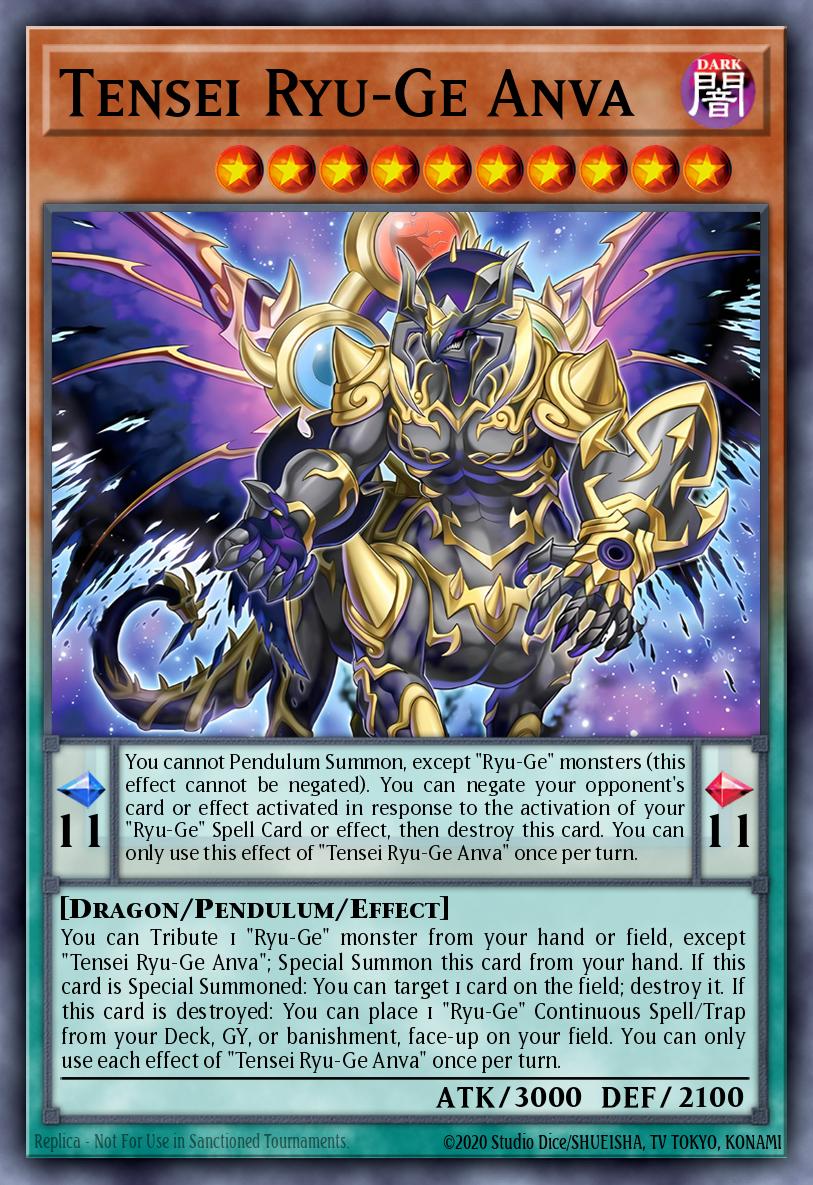 Tensei Ryu-Ge Anva
DARK
闇
You cannot Pendulum Summon, except "Ryu-Ge" monsters (this
effect cannot be negated). You can negate your opponent's
card or effect activated in response to the activation of your
"Ryu-Ge" Spell Card or effect, then destroy this card. You can
only use this effect of "Tensei Ryu-Ge Anva" once per turn.
11
11
[Dragon/Pendulum/Effect]
You can Tribute 1 "Ryu-Ge" monster from your hand or field, except
"Tensei Ryu-Ge Anva"; Special Summon this card from your hand. If this
card is Special Summoned: You can target 1 card on the field; destroy it. If
this card is destroyed: You can place 1 "Ryu-Ge" Continuous Spell/Trap
from your Deck, GY, or banishment, face-up on your field. You can only
use each effect of "Tensei Ryu-Ge Anva" once per turn.
ATK/3000 DEF/2100
Replica - Not For Use in Sanctioned Tournaments.
©2020 Studio Dice/SHUEISHA, TV TOKYO, KONAMI